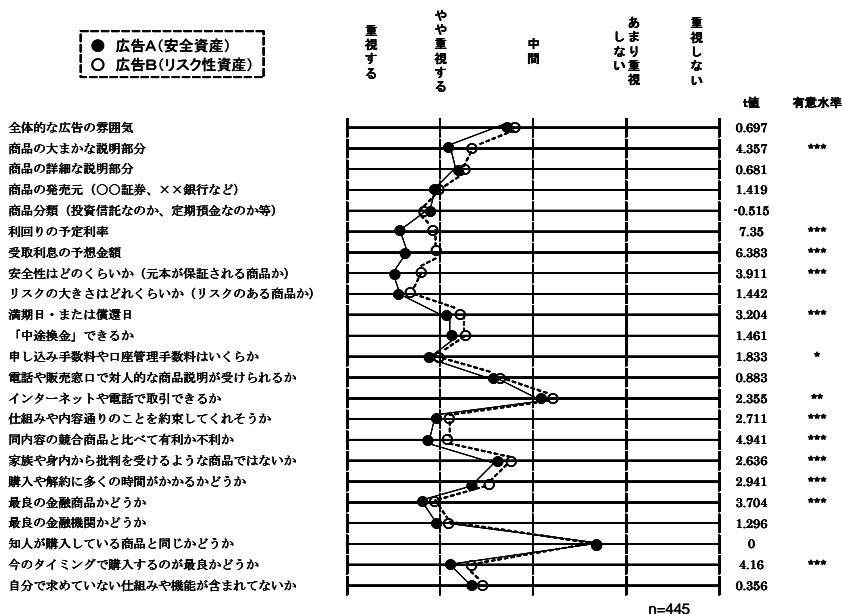 ● 広告A（安全資産）
○ 広告B（リスク性資産）
重視する
やや重視する
中間
あまり重視しない
重視しない
t値 有意水準
全体的な広告の雰囲気 0.697
商品の大まかな説明部分 4.357 ***
商品の詳細な説明部分 0.681
商品の発売元（〇〇証券、××銀行など） 1.419
商品分類（投資信託なのか、定期預金なのか等） -0.515
利回りの予定利率 7.35 ***
受取利息の予想金額 6.383 ***
安全性はどのくらいか（元本が保証される商品か） 3.911 ***
リスクの大きさはどれくらいか（リスクのある商品か） 1.442
満期日・または償還日 3.204 ***
「中途換金」できるか 1.461
申し込み手数料や口座管理手数料はいくらか 1.833 *
電話や販売窓口で対人的な商品説明が受けられるか 0.883
インターネットや電話で取引できるか 2.355 **
仕組みや内容通りのことを約束してくれそうか 2.711 ***
同内容の競合商品と比べて有利か不利か 4.941 ***
家族や身内から批判を受けるような商品ではないか 2.636 ***
購入や解約に多くの時間がかかるかどうか 2.941 ***
最良の金融商品かどうか 3.704 ***
最良の金融機関かどうか 1.296
知人が購入している商品と同じかどうか 0
今のタイミングで購入するのが最良かどうか 4.16 ***
自分で求めていない仕組みや機能が含まれてないか 0.356
n=445